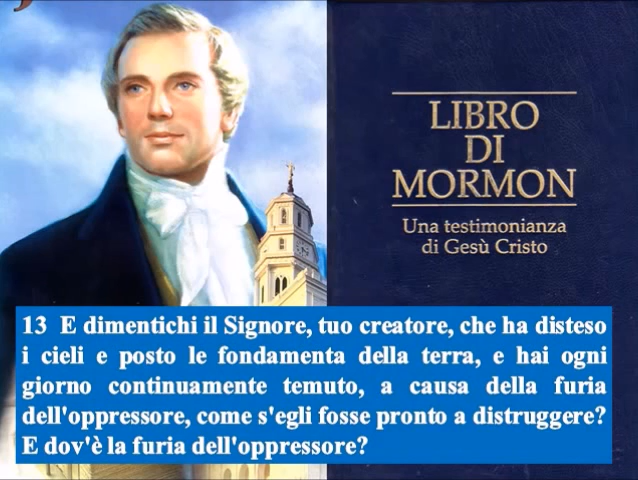 LIBRO
DI
MORMON
Una testimonianza
di Gesù Cristo
13 E dimentichi il Signore, tuo creatore, che ha disteso
i cieli e posto le fondamenta della terra, e hai ogni
giorno continuamente temuto, a causa della furia
dell'oppressore, come s'egli fosse pronto a distruggere?
E dov'è la furia dell'oppressore?